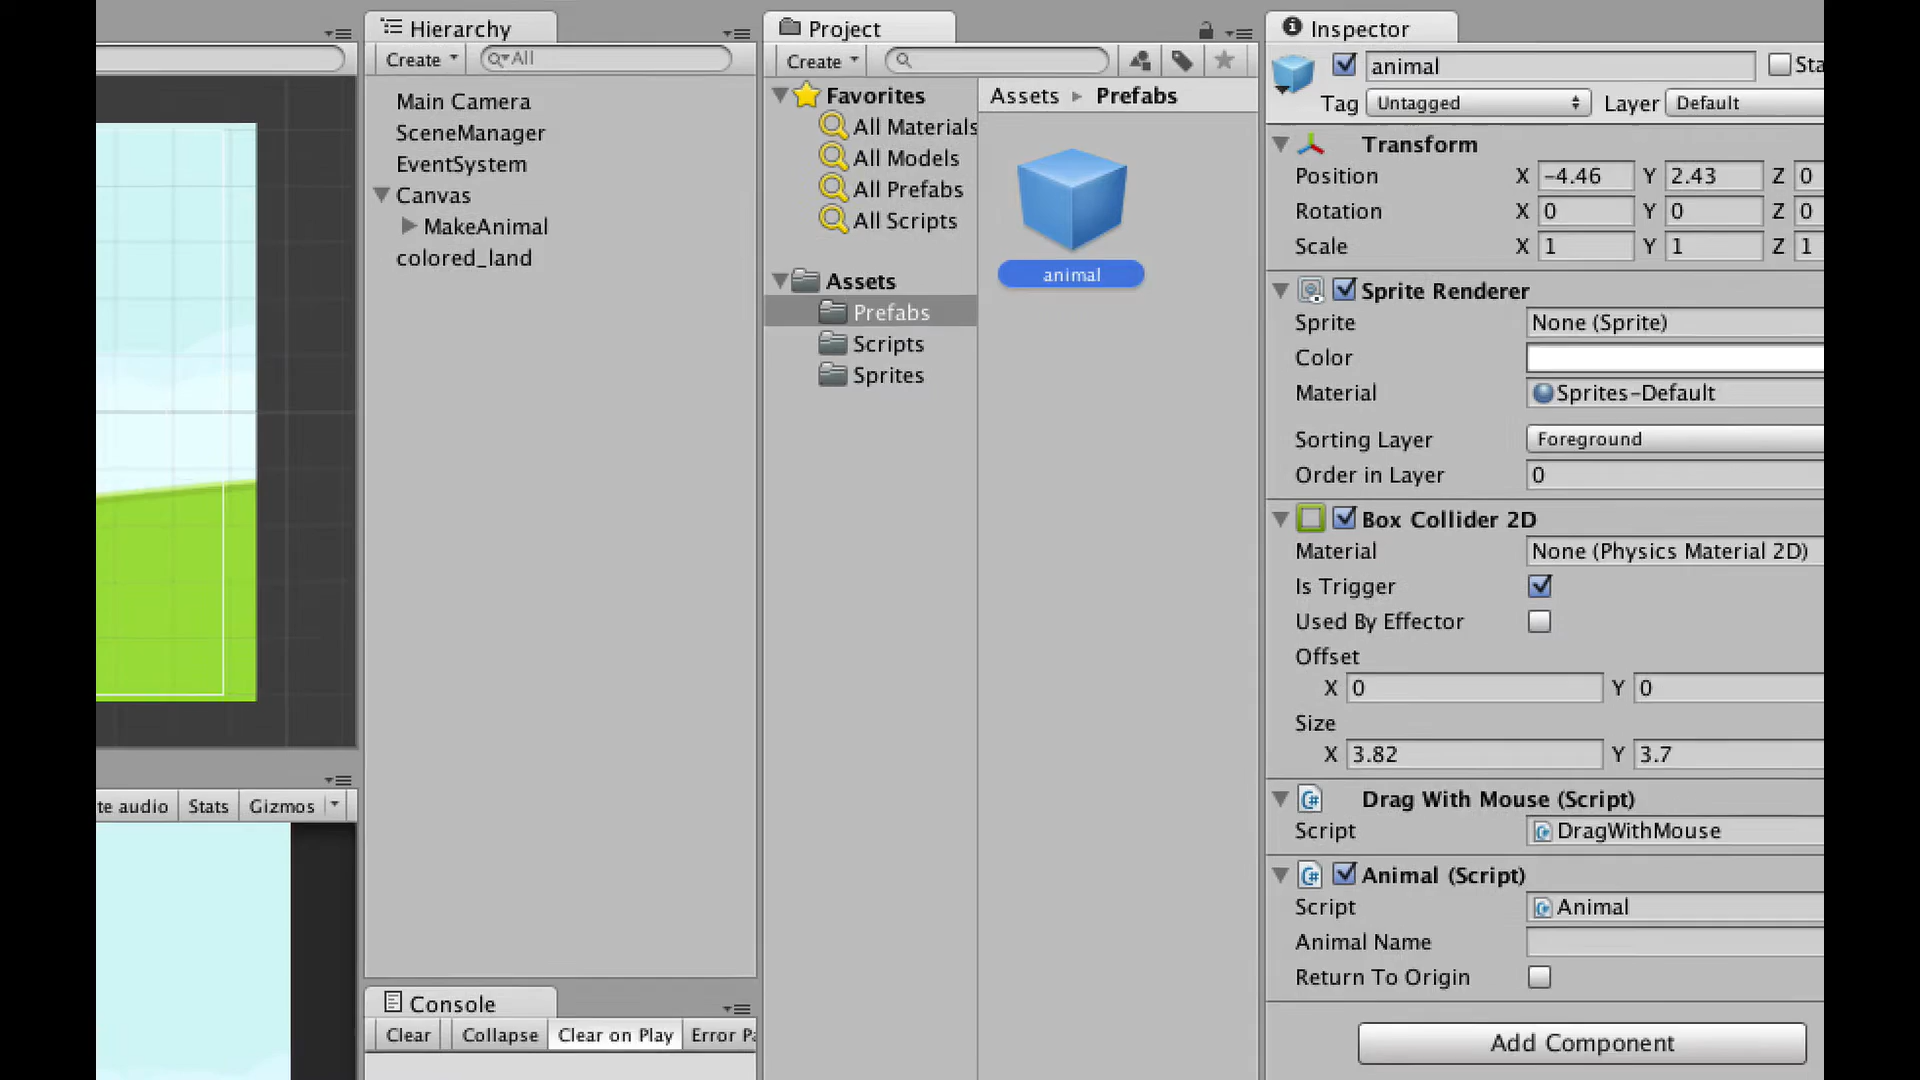 Hierarchy
Create
All
Main Camera
SceneManager
EventSystem
Canvas
MakeAnimal
colored_land
te audio
Stats
Gizmos
Console
Clear
Collapse
Clear on Play
Error Pa
Project
Create
Favorites
All Materials
All Models
All Prefabs
All Scripts
Assets
Prefabs
Scripts
Sprites
Assets Prefabs
animal
Inspector
animal
Sta
Tag Untagged Layer Default
Transform
Position X -4.46 Y 2.43 Z 0
Rotation X 0 Y 0 Z 0
Scale X 1 Y 1 Z 1
Sprite Renderer
Sprite None (Sprite)
Color
Material Sprites-Default
Sorting Layer Foreground
Order in Layer 0
Box Collider 2D
Material None (Physics Material 2D)
Is Trigger
Used By Effector
Offset
X 0 Y 0
Size
X 3.82 Y 3.7
Drag With Mouse (Script)
Script C# DragWithMouse
Animal (Script)
Script C# Animal
Animal Name
Return To Origin
Add Component